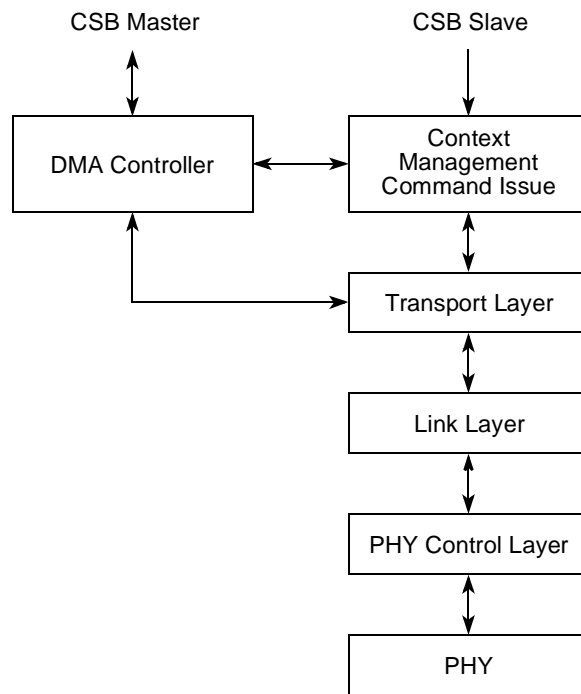 CSB Master
CSB Slave
DMA Controller
Context
Management
Command Issue
Transport Layer
Link Layer
PHY Control Layer
PHY